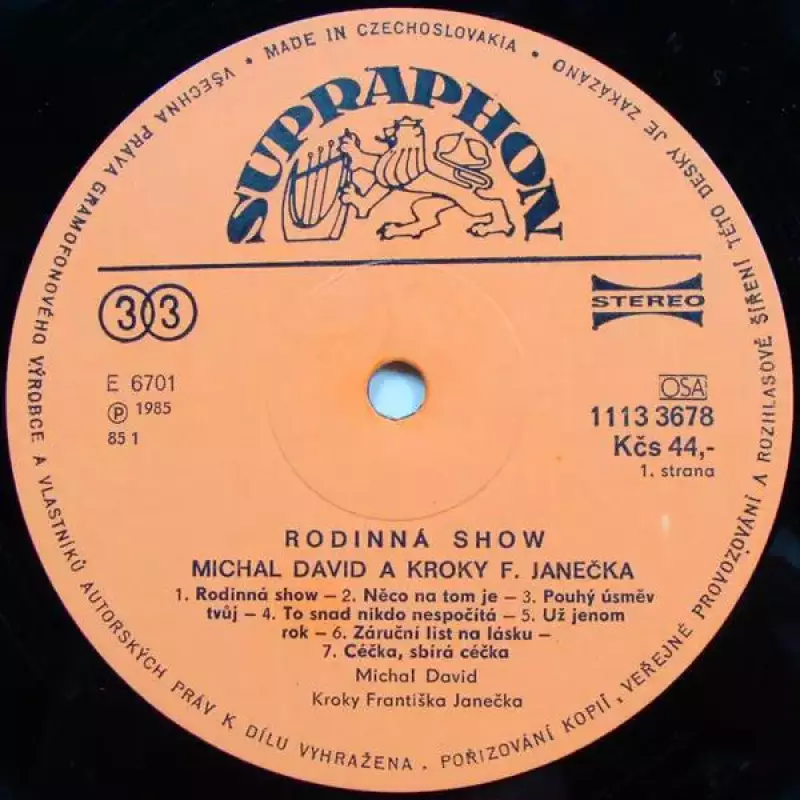 MADE IN CZECHOSLOVAKIA •
VŠECHNA PRÁVA GRAMOFONOVÉHO VÝROBCE A VLASTNÍKŮ AUTORSKÝCH PRÁV K DÍLU VYHRAŽENA. POŘIZOVÁNÍ KOPIÍ, VEŘEJNÉ PROVOZOVÁNÍ A ROZHLASOVÉ ŠÍŘENÍ TÉTO DESKY JE ZAKÁZÁNO •
SUPRAPHON
33
STEREO
E 6701
℗ 1985
85 1
OSA
1113 3678
Kčs 44,-
1. strana
RODINNÁ SHOW
MICHAL DAVID A KROKY F. JANEČKA
1. Rodinná show – 2. Něco na tom je – 3. Pouhý úsměv
tvůj – 4. To snad nikdo nespočítá – 5. Už jenom
rok – 6. Záruční list na lásku –
7. Céčka, sbírá céčka
Michal David
Kroky Františka Janečka